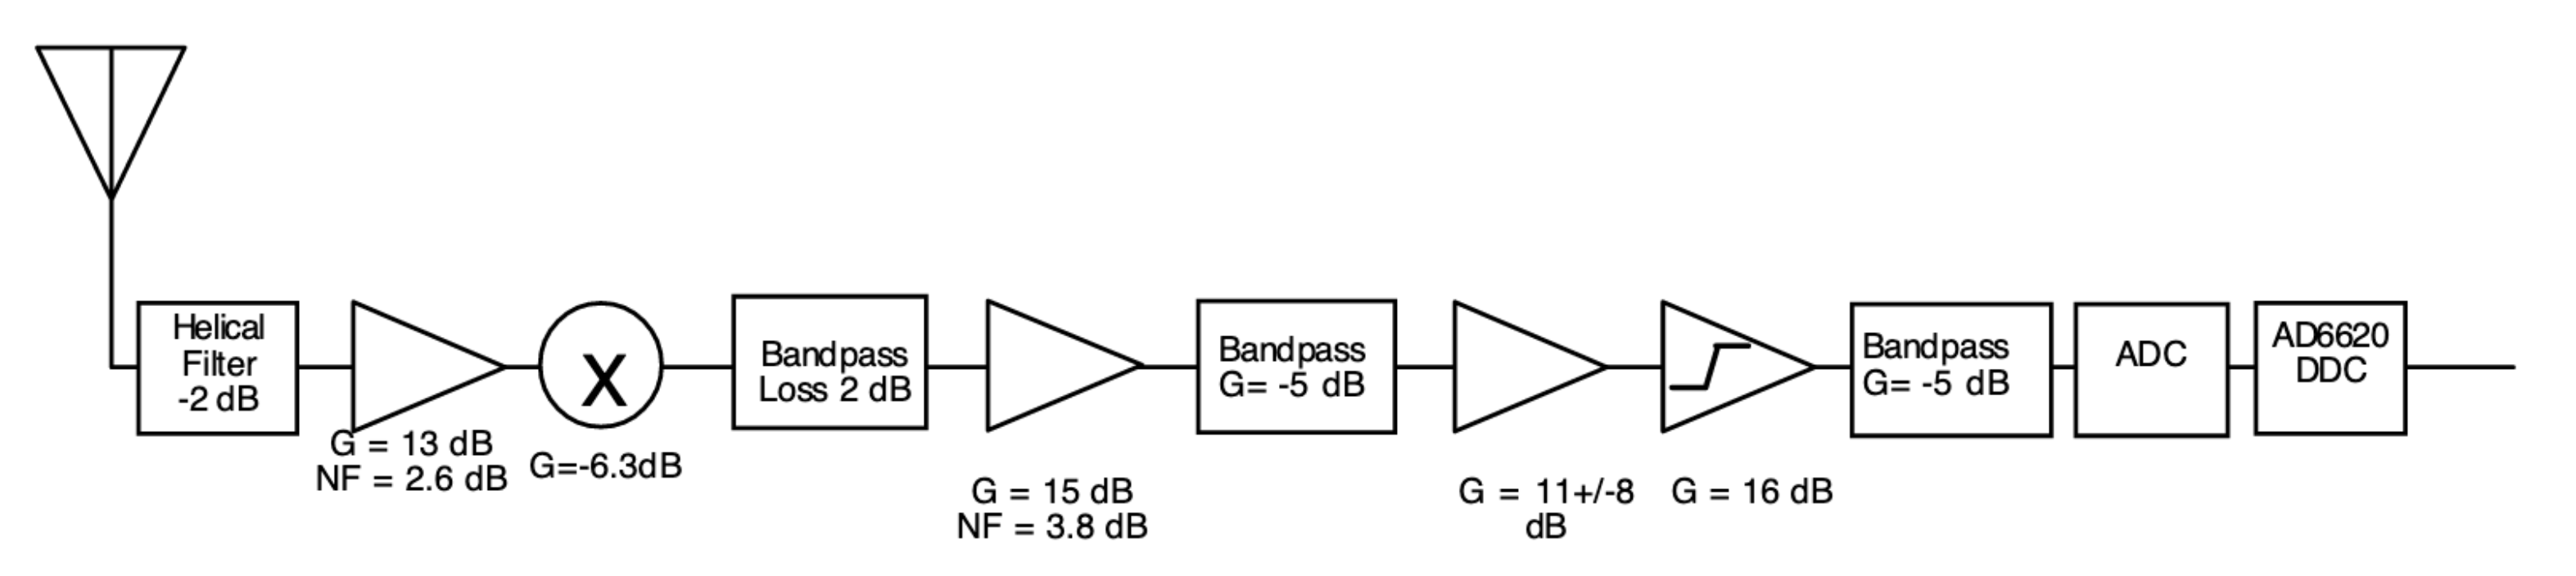 Helical
Filter
-2 dB
G = 13 dB
NF = 2.6 dB
X
G=-6.3dB
Bandpass
Loss 2 dB
G = 15 dB
NF = 3.8 dB
Bandpass
G= -5 dB
G = 11+/-8
dB
G = 16 dB
Bandpass
G= -5 dB
ADC
AD6620
DDC